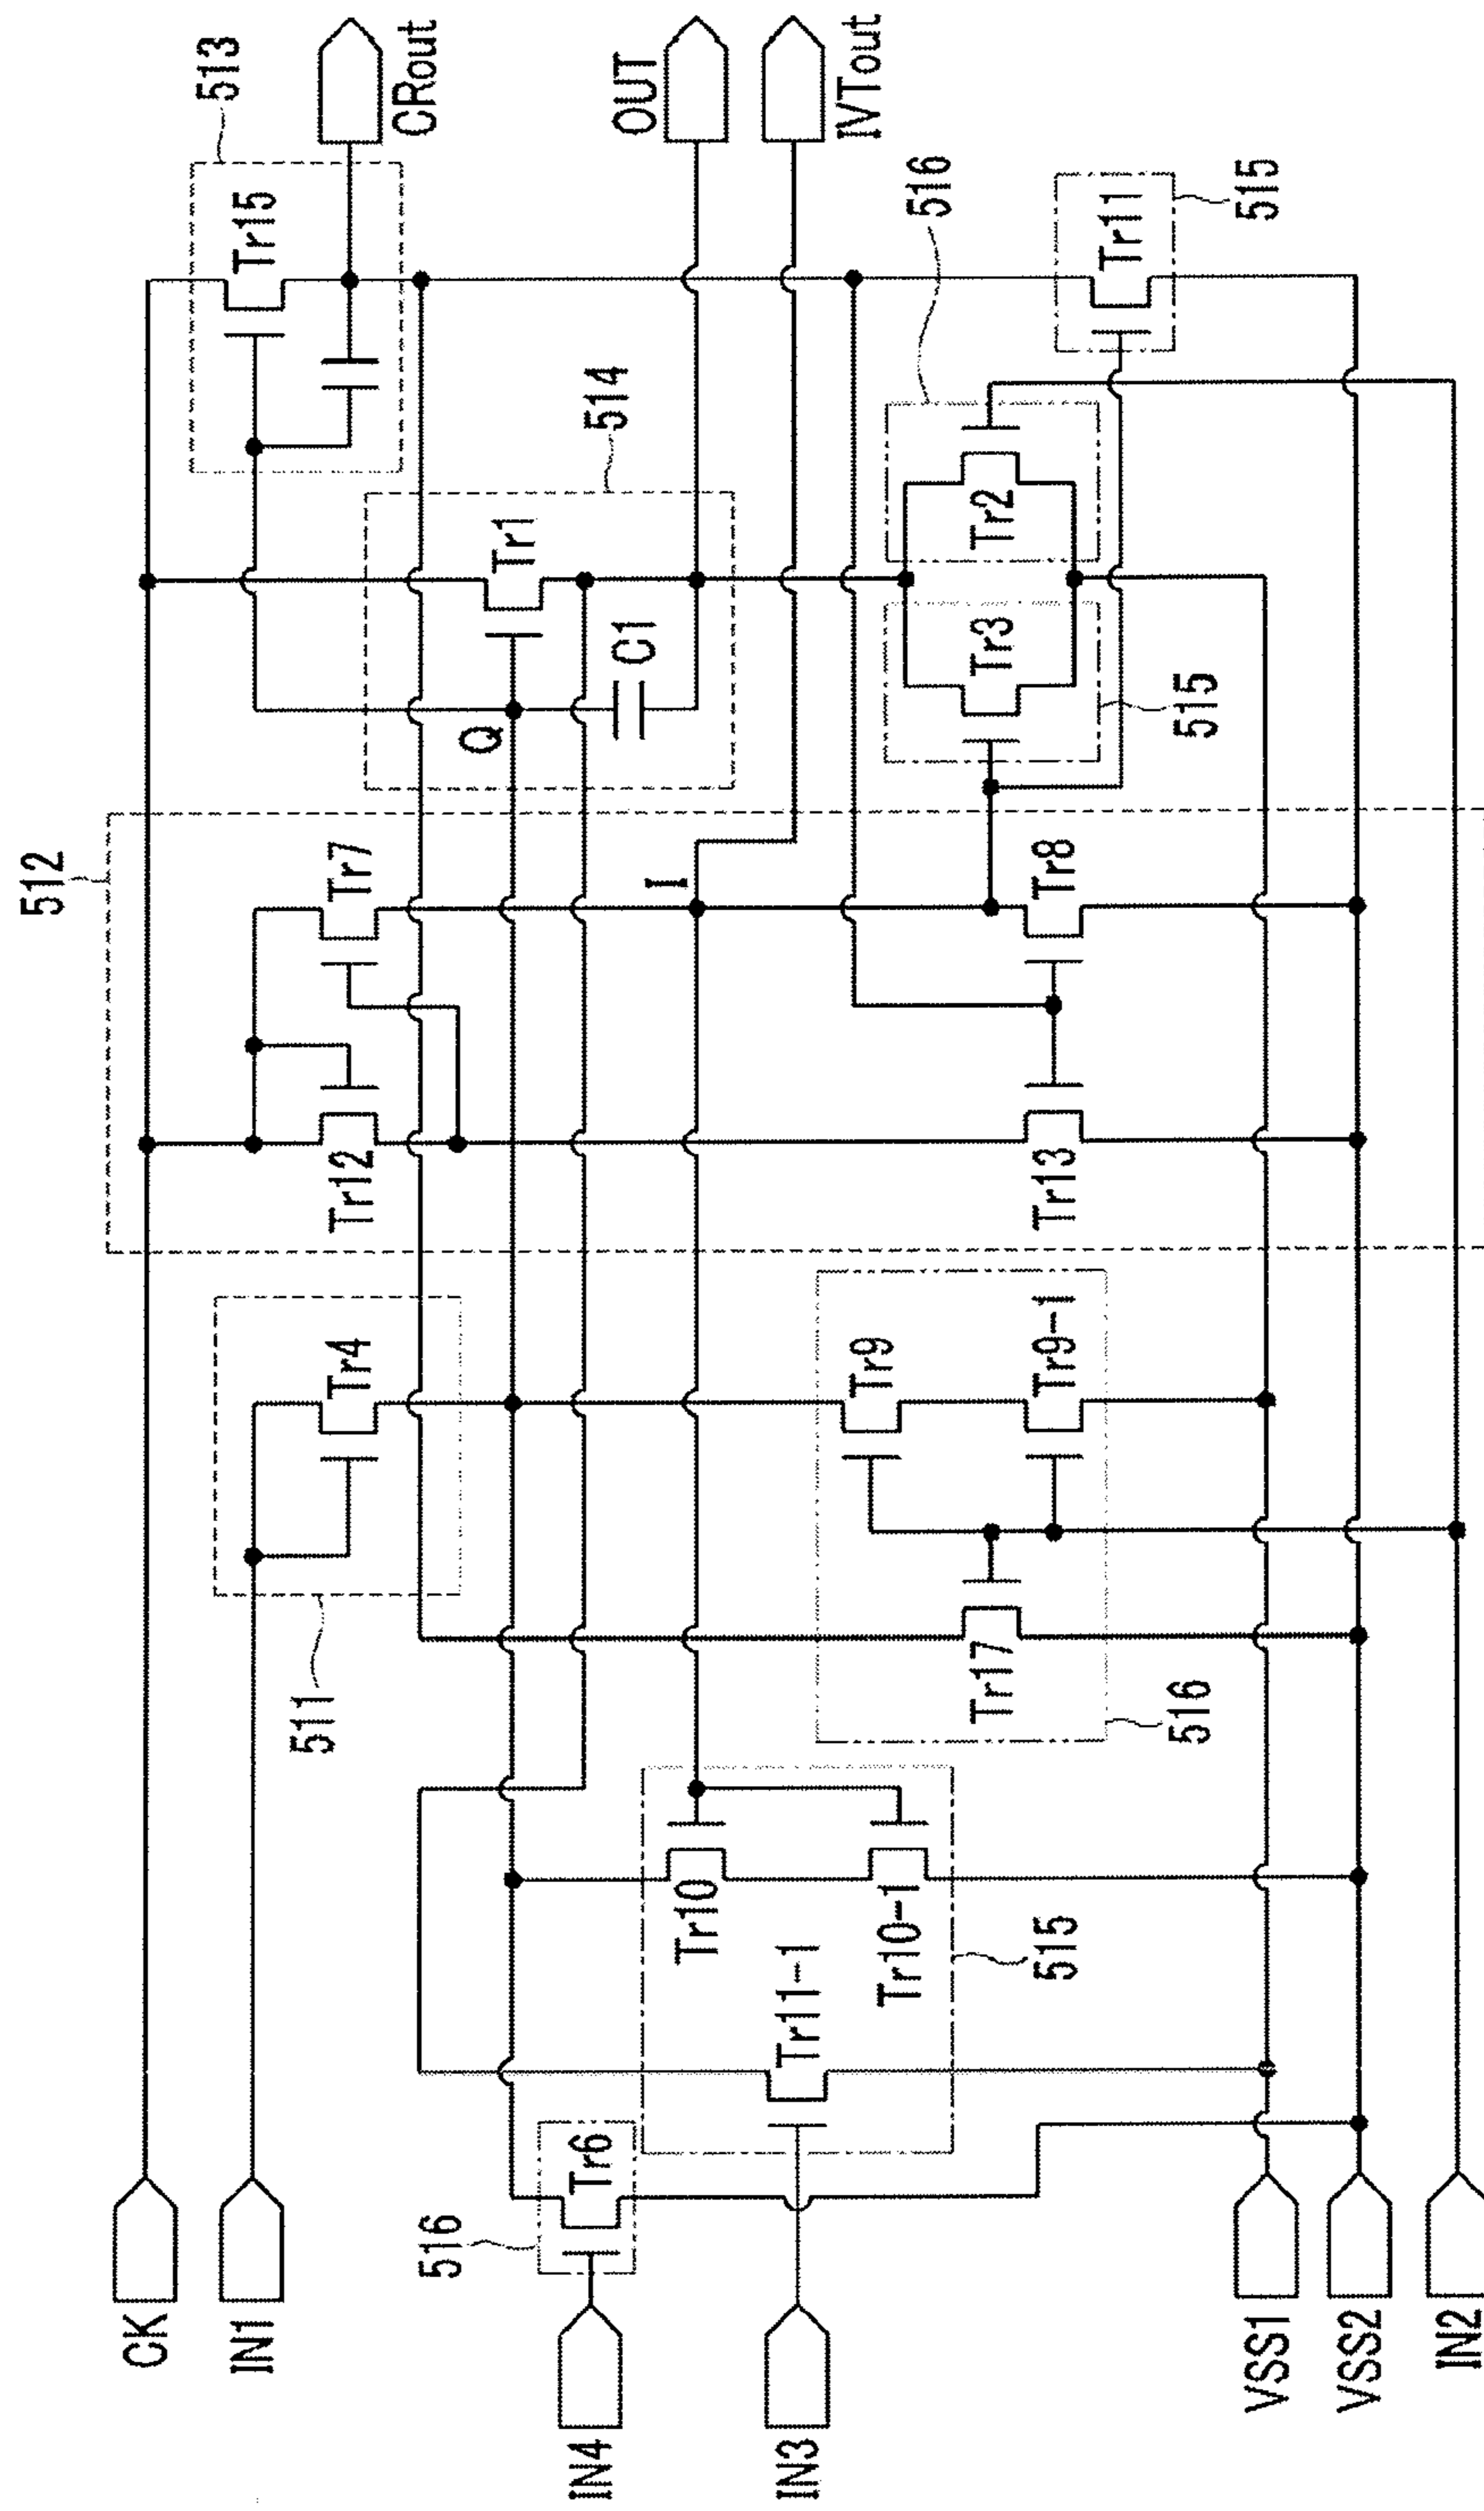 512
513
Tr15
CRout
OUT
IVTout
514
Tr1
C1
Q
516
Tr2
Tr3
515
Tr11
515
Tr7
I
Tr8
Tr12
Tr13
Tr4
511
Tr9
Tr9-1
Tr17
516
Tr10
Tr10-1
Tr11-1
515
Tr6
516
CK
IN1
IN4
IN3
VSS1
VSS2
IN2